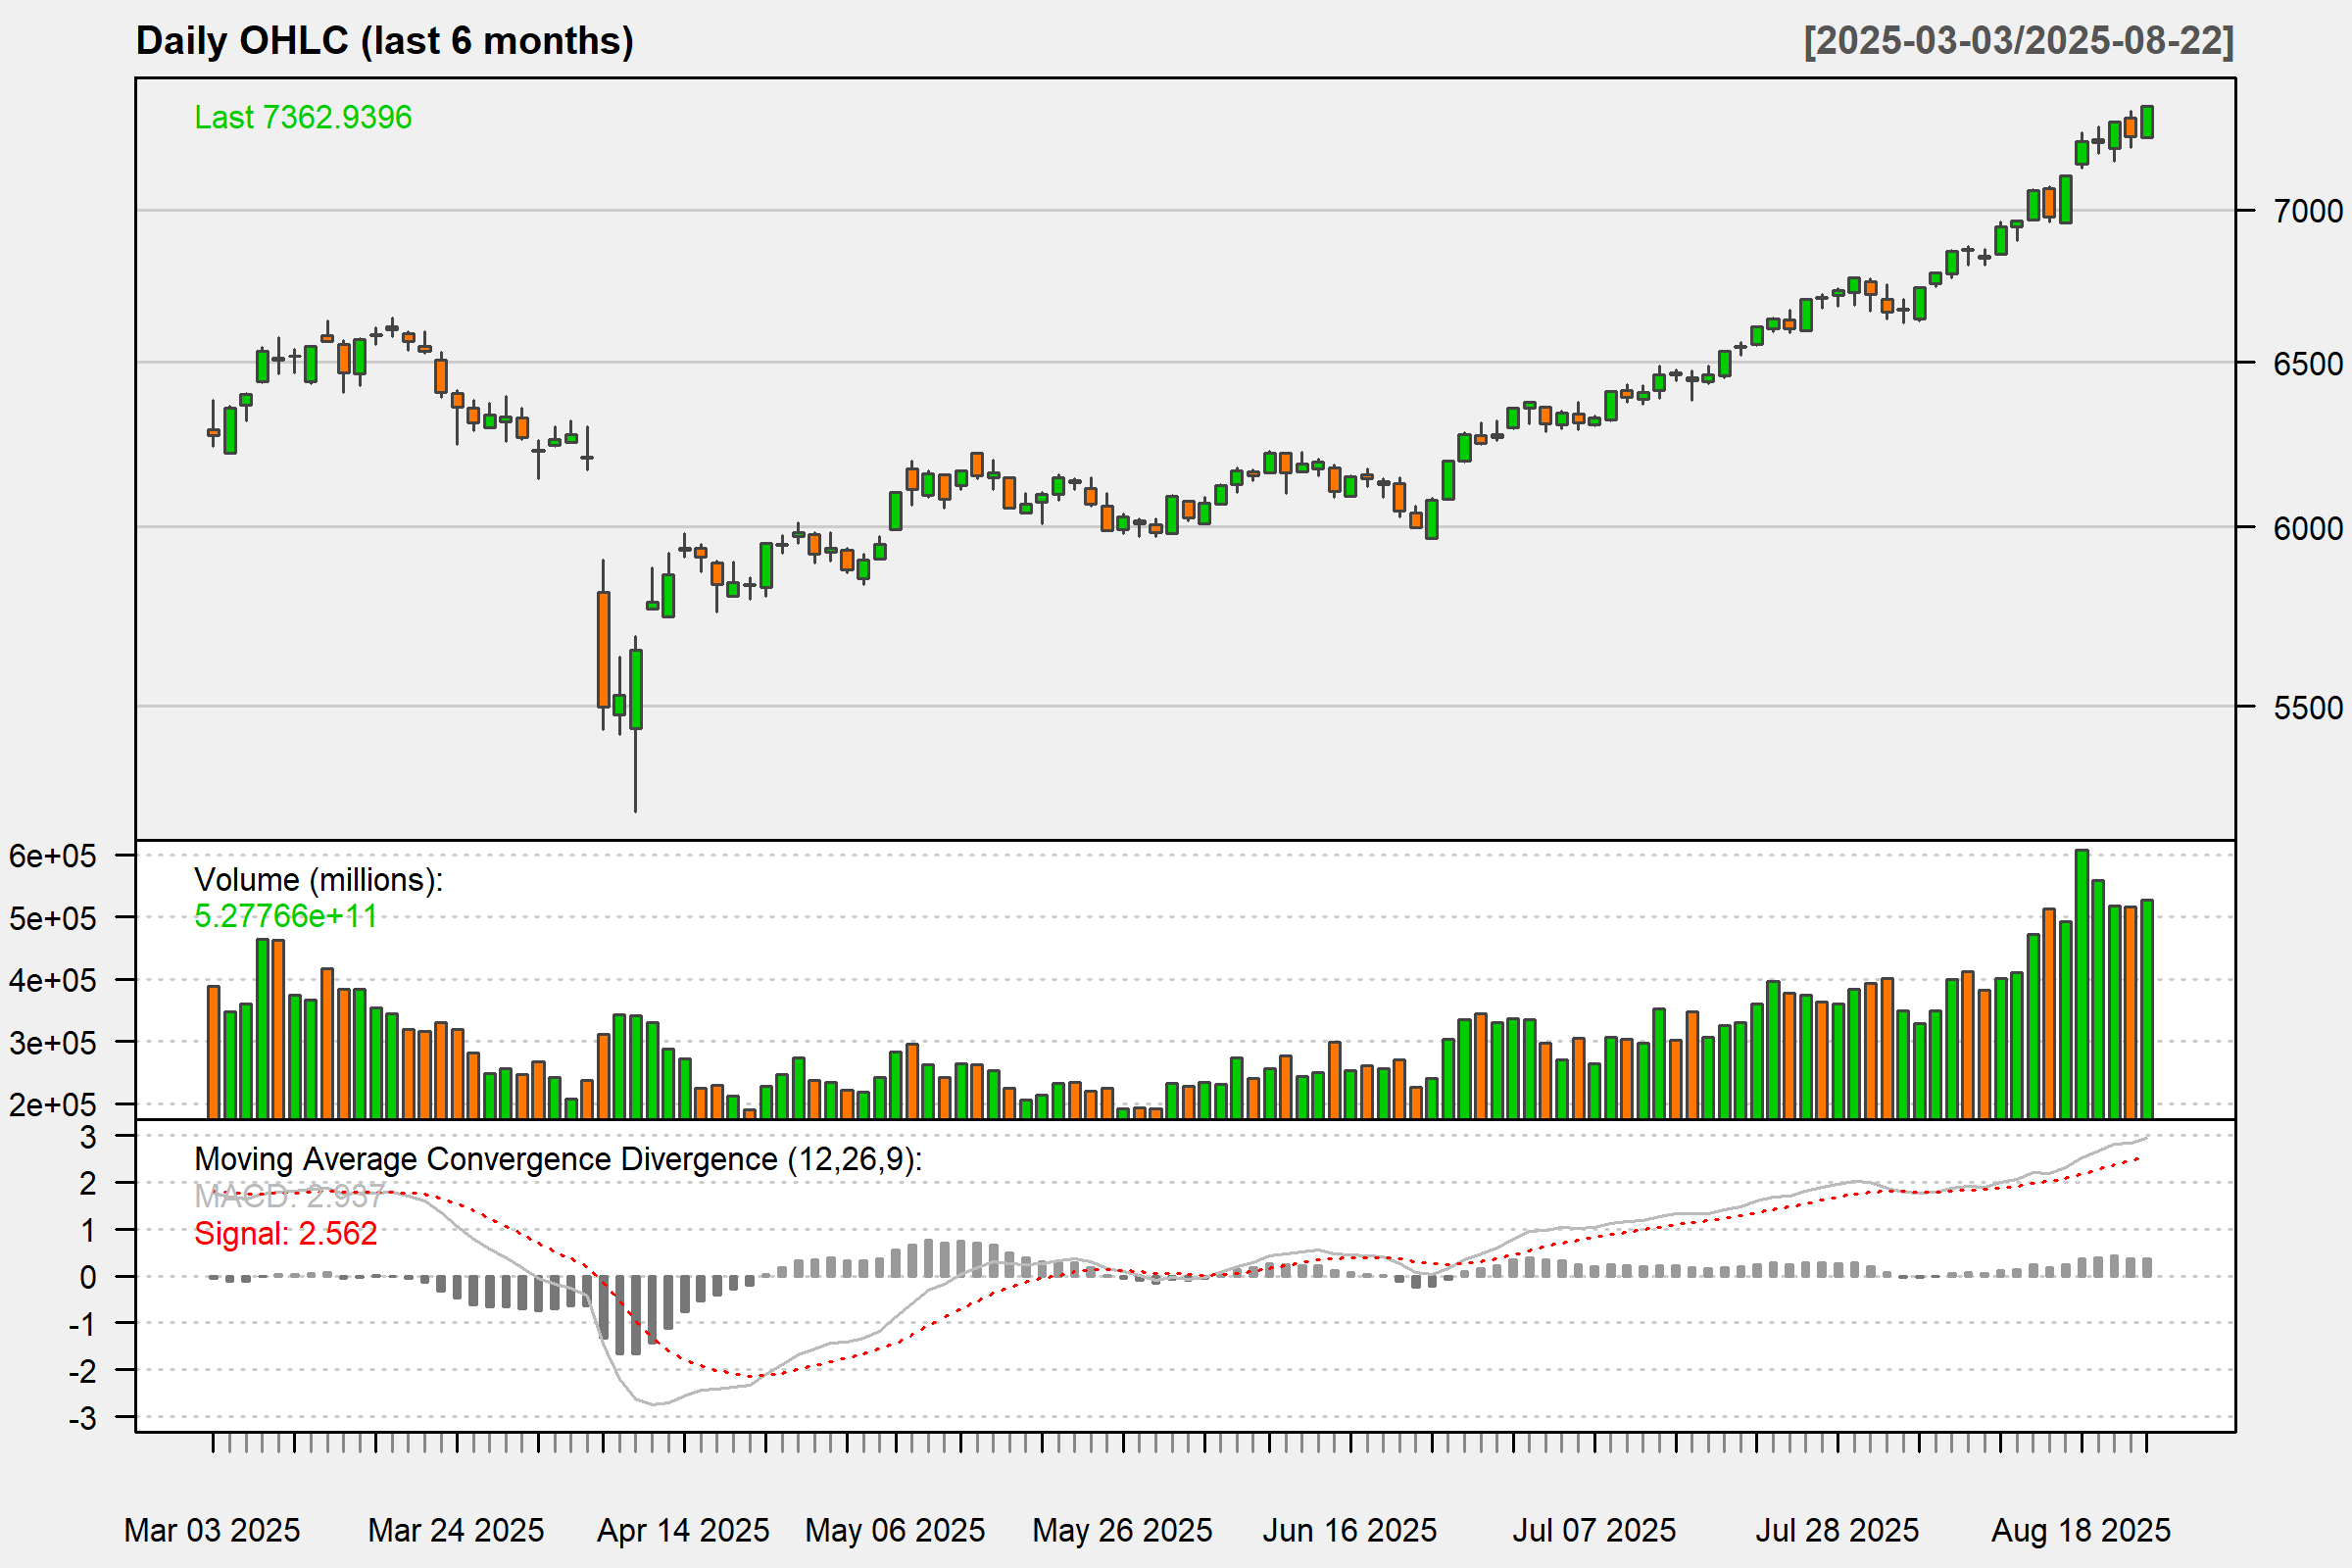 Daily OHLC (last 6 months)
[2025-03-03/2025-08-22]
Last 7362.9396
7000
6500
6000
5500
6e+05
5e+05
4e+05
3e+05
2e+05
Volume (millions):
5.27766e+11
3
2
1
0
-1
-2
-3
Moving Average Convergence Divergence (12,26,9):
MACD: 2.937
Signal: 2.562
Mar 03 2025
Mar 24 2025
Apr 14 2025
May 06 2025
May 26 2025
Jun 16 2025
Jul 07 2025
Jul 28 2025
Aug 18 2025